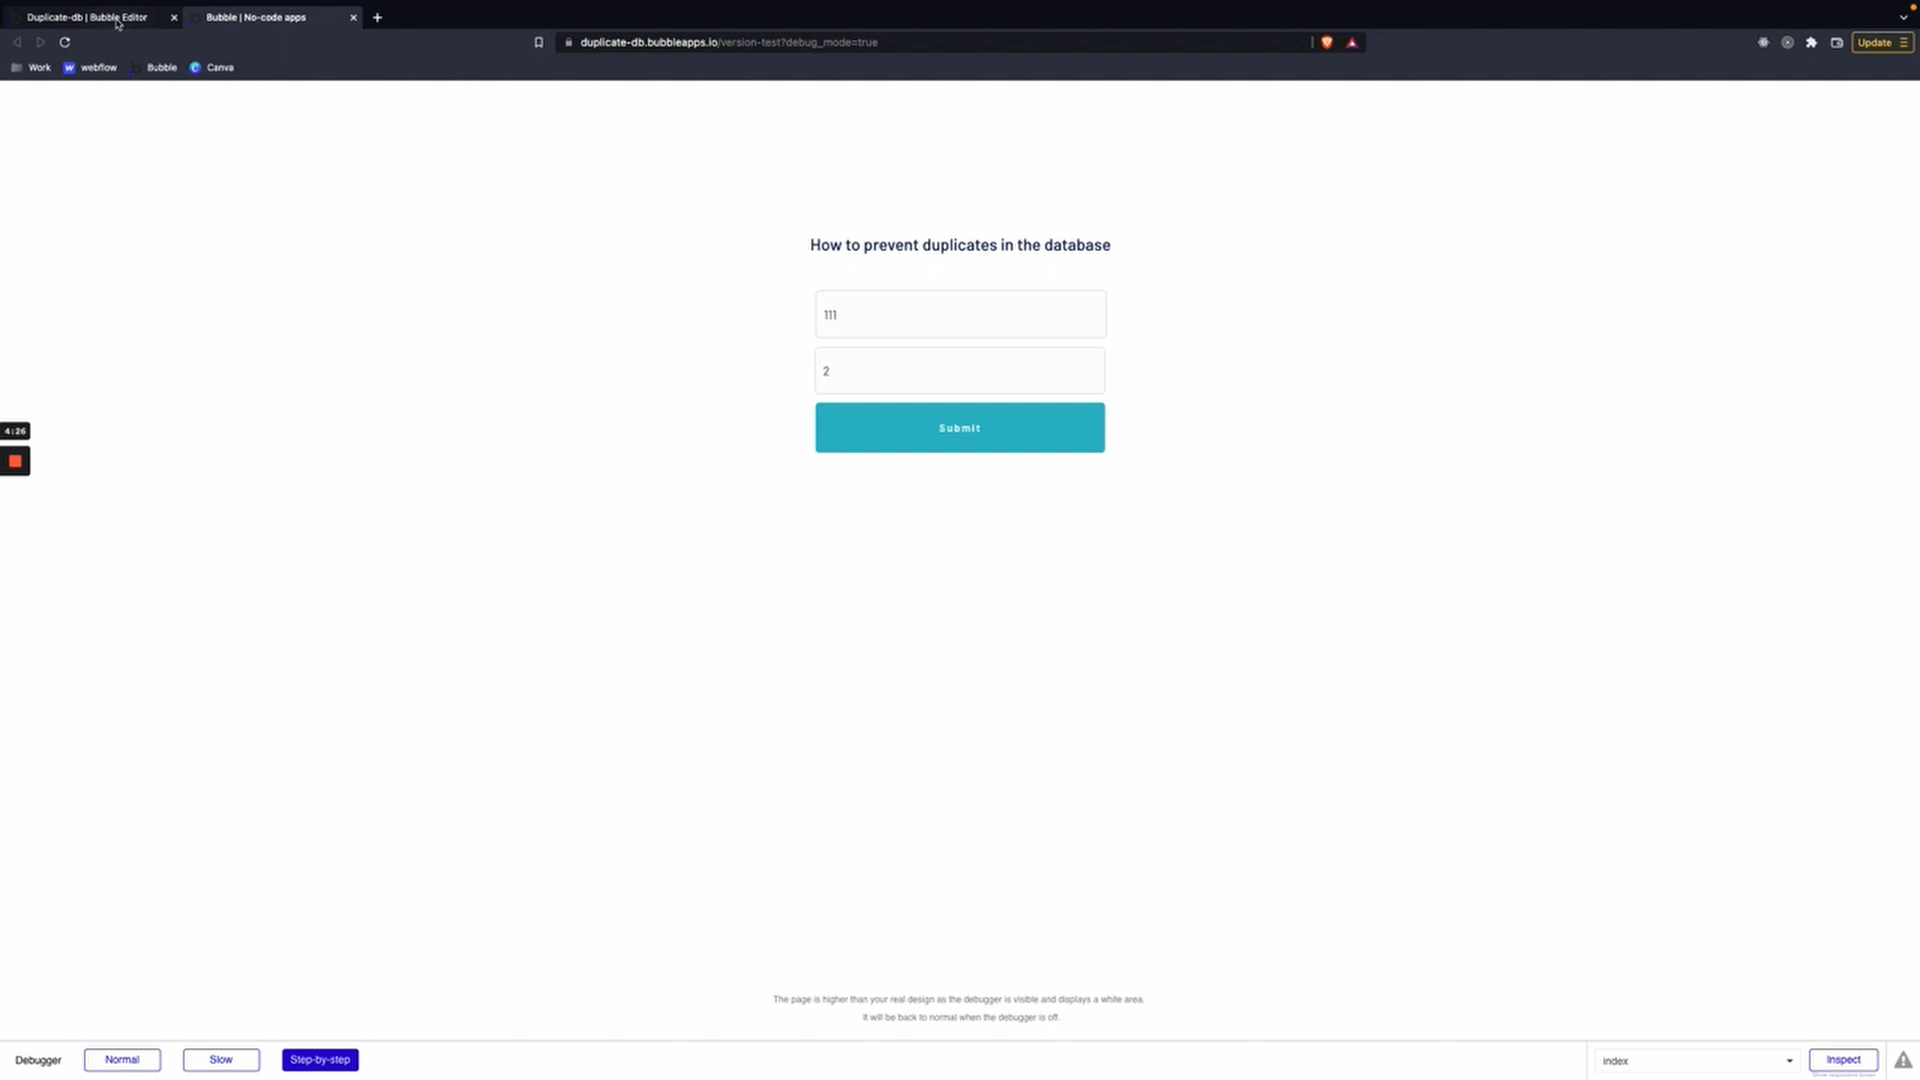 Duplicate-db | Bubble Editor
Bubble | No-code apps
duplicate-db.bubbleapps.io/version-test?debug_mode=true
Update
Work
webflow
Bubble
Canva
How to prevent duplicates in the database
111
2
Submit
4:26
The page is higher than your real design as the debugger is visible and displays a white area.
It will be back to normal when the debugger is off.
Debugger
Normal
Slow
Step-by-step
index
Inspect